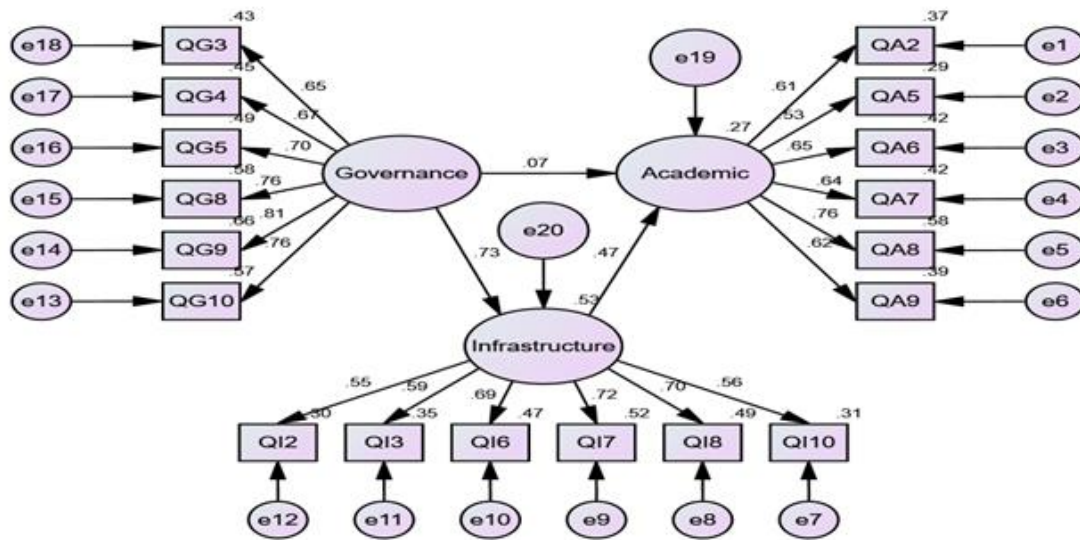 .43
e18
QG3
.65
.45
e17
QG4
.67
.49
e16
QG5
.70
.58
e15
QG8
.76
.66
e14
QG9
.81
.57
e13
QG10
.76
Governance
.07
.73
e19
.27
Academic
e20
.47
.53
Infrastructure
.37
.61
QA2
e1
.29
.53
QA5
e2
.42
.65
QA6
e3
.42
.64
QA7
e4
.58
.76
QA8
e5
.39
.62
QA9
e6
.55
.59
.69
.72
.70
.56
.30
.35
.47
.52
.49
.31
QI2
QI3
QI6
QI7
QI8
QI10
e12
e11
e10
e9
e8
e7